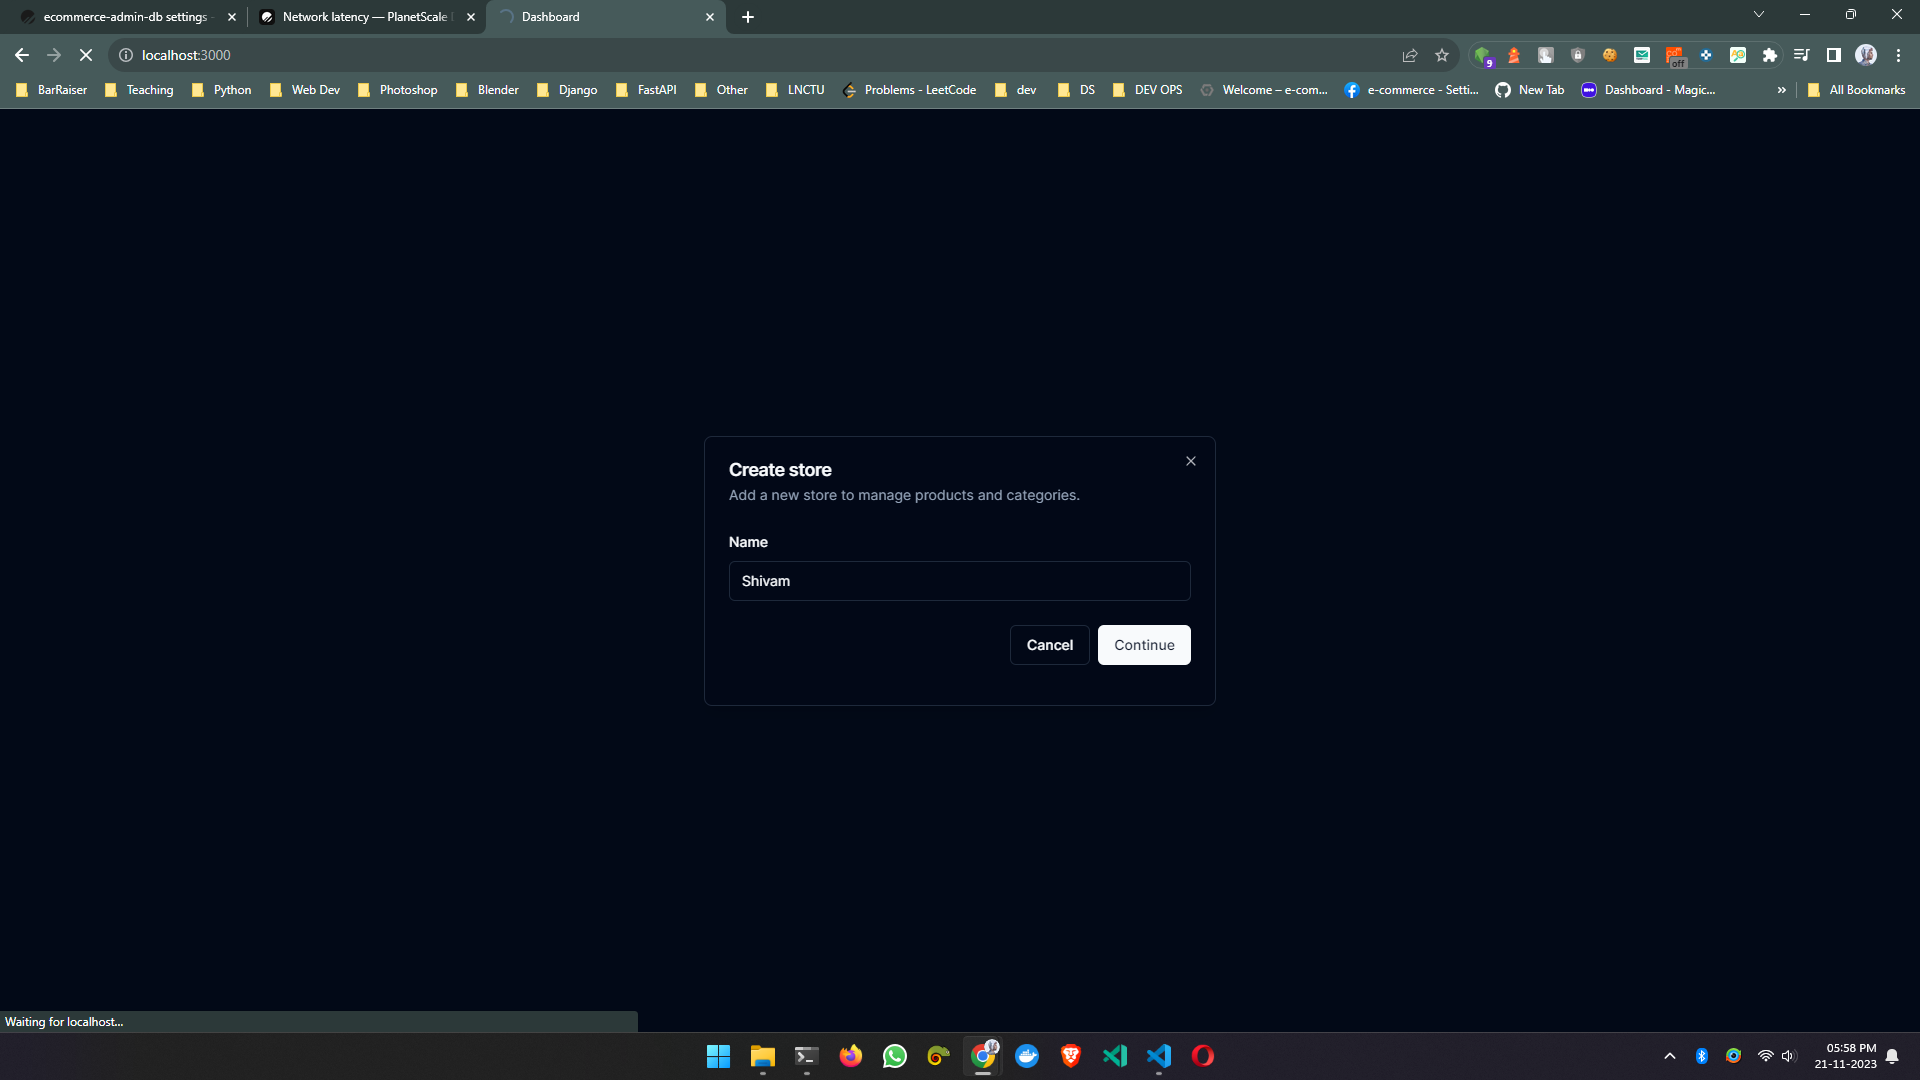 ecommerce-admin-db settings -
Network latency — PlanetScale
Dashboard
localhost:3000
9
off
BarRaiser
Teaching
Python
Web Dev
Photoshop
Blender
Django
FastAPI
Other
LNCTU
Problems - LeetCode
dev
DS
DEV OPS
Welcome – e-com...
e-commerce - Setti...
New Tab
Dashboard - Magic...
»
All Bookmarks
Create store
Add a new store to manage products and categories.
Name
Shivam
Cancel
Continue
Waiting for localhost...
05:58 PM
21-11-2023